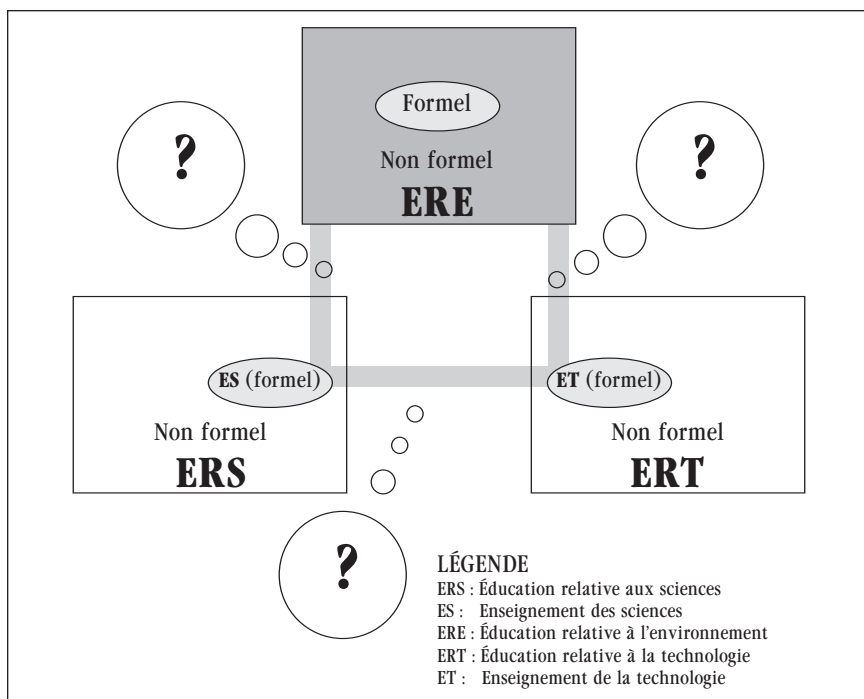 Formel
Non formel
ERE
?
?
ES (formel)
Non formel
ERS
ET (formel)
Non formel
ERT
?
LÉGENDE
ERS : Éducation relative aux sciences
ES : Enseignement des sciences
ERE : Éducation relative à l'environnement
ERT : Éducation relative à la technologie
ET : Enseignement de la technologie